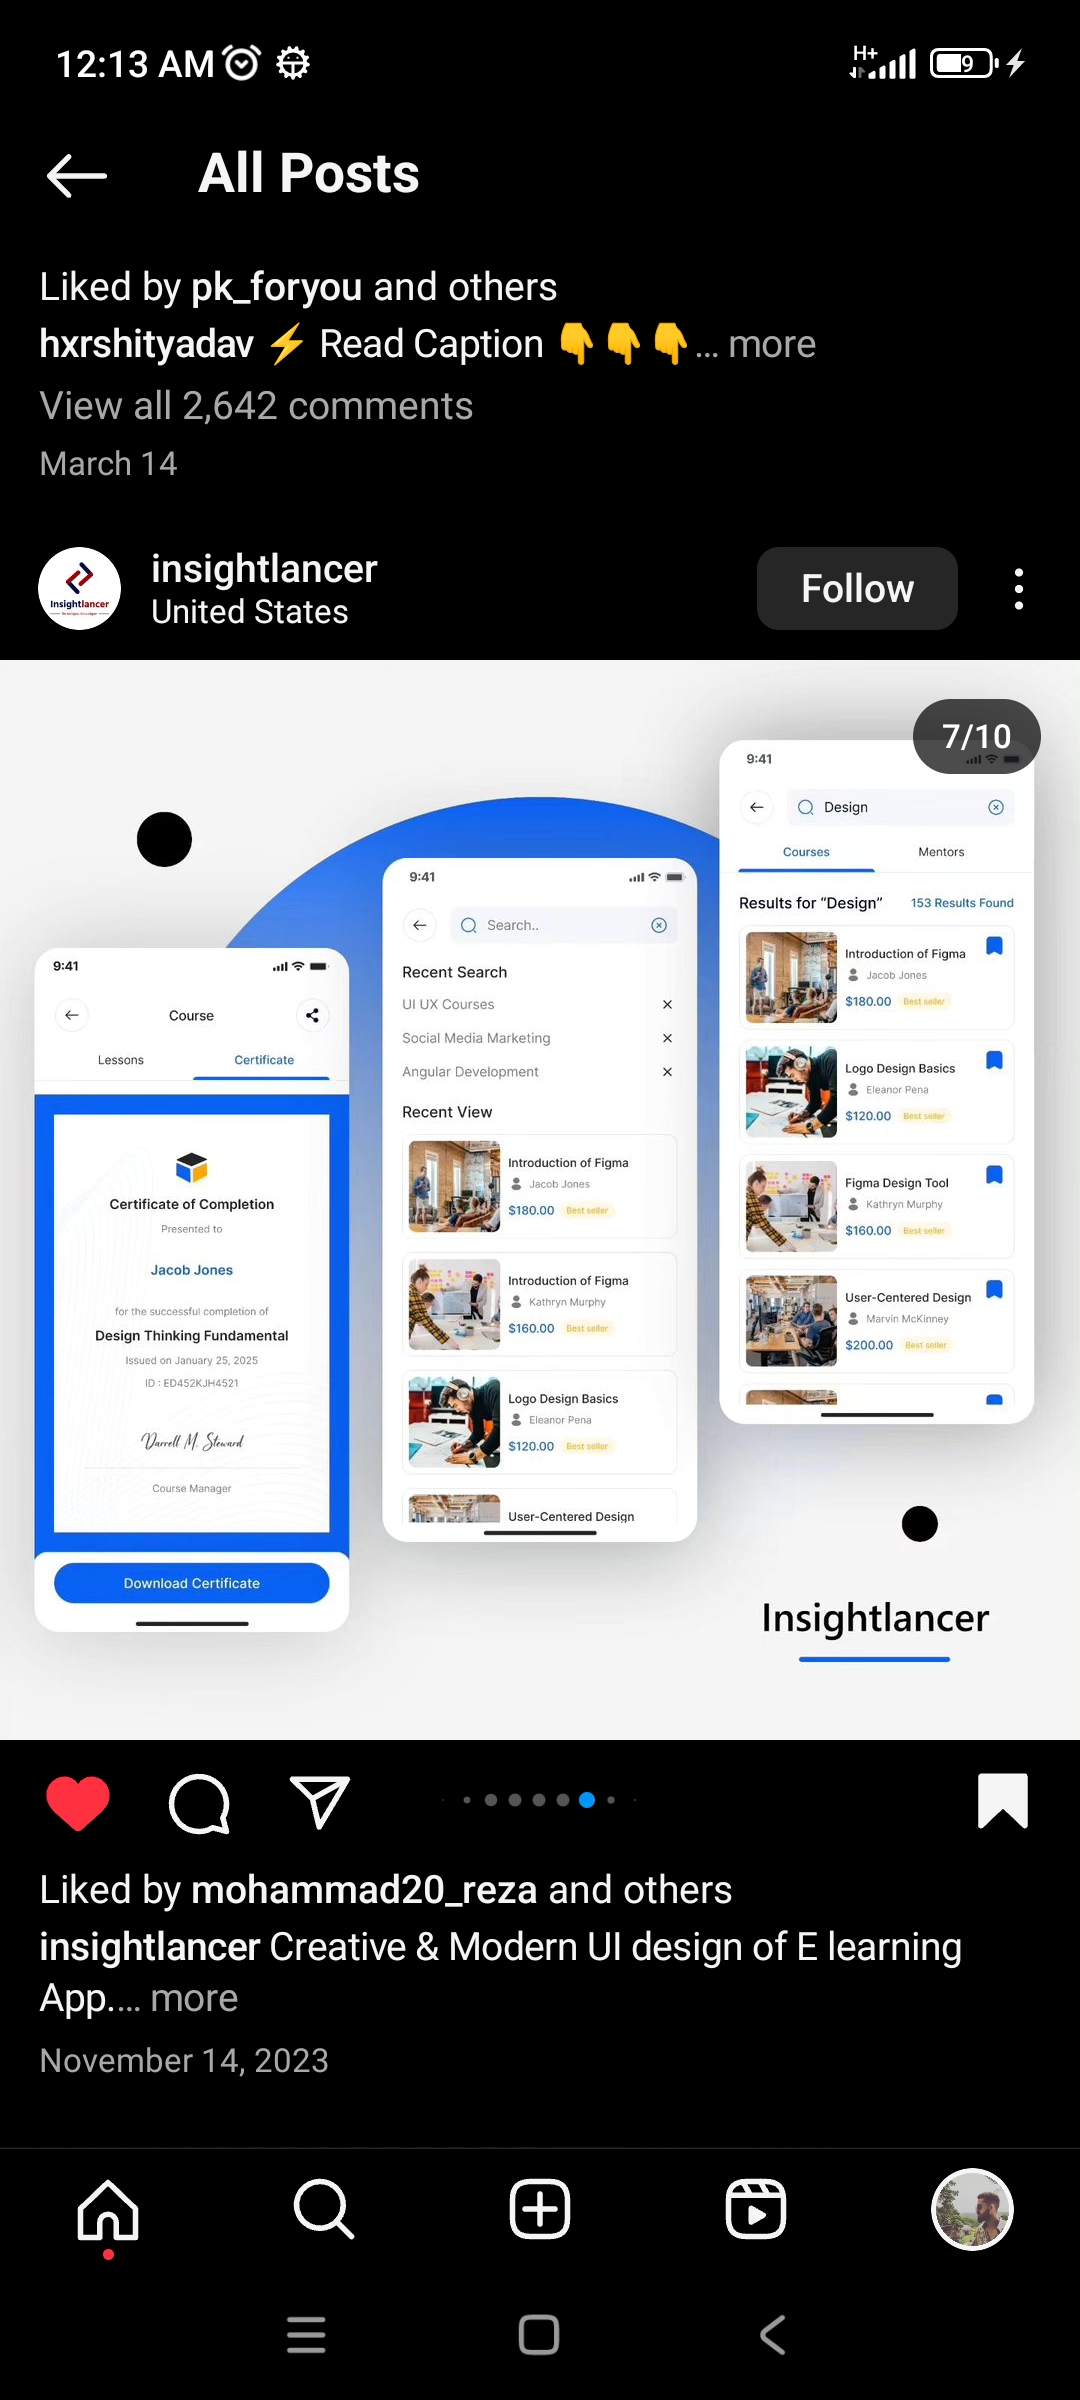 12:13 AM
H+
9
All Posts
Liked by pk_foryou and others
hxrshityadav ⚡ Read Caption 👇👇👇... more
View all 2,642 comments
March 14
Insightlancer
insightlancer
United States
Follow
7/10
9:41
Course
Lessons
Certificate
Certificate of Completion
Presented to
Jacob Jones
for the successful completion of
Design Thinking Fundamental
Issued on January 25, 2025
ID : ED452KJH4521
Darrell M. Steward
Course Manager
Download Certificate
9:41
Search..
Recent Search
UI UX Courses
Social Media Marketing
Angular Development
Recent View
Introduction of Figma
Jacob Jones
$180.00 Best seller
Introduction of Figma
Kathryn Murphy
$160.00 Best seller
Logo Design Basics
Eleanor Pena
$120.00 Best seller
User-Centered Design
9:41
Design
Courses
Mentors
Results for “Design” 153 Results Found
Introduction of Figma
Jacob Jones
$180.00 Best seller
Logo Design Basics
Eleanor Pena
$120.00 Best seller
Figma Design Tool
Kathryn Murphy
$160.00 Best seller
User-Centered Design
Marvin McKinney
$200.00 Best seller
Insightlancer
Liked by mohammad20_reza and others
insightlancer Creative & Modern UI design of E learning
App.... more
November 14, 2023